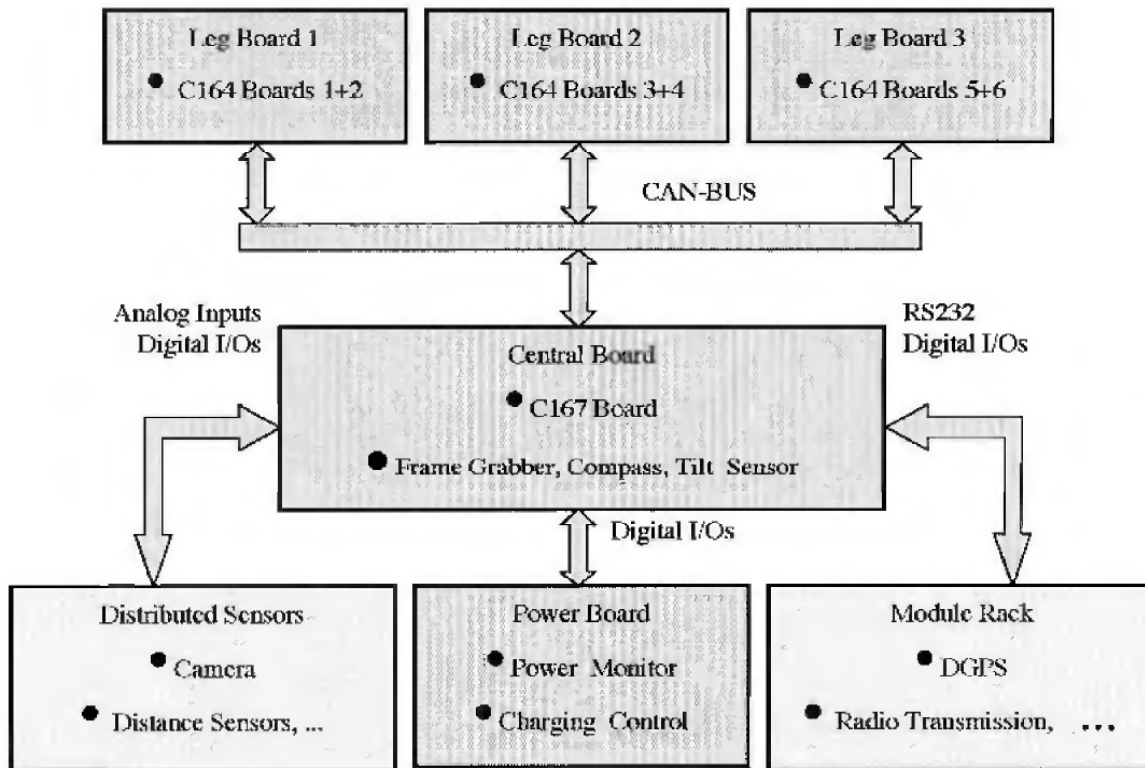 Leg Board 1
C164 Boards 1+2
Leg Board 2
C164 Boards 3+4
Leg Board 3
C164 Boards 5+6
CAN-BUS
Analog Inputs
Digital I/Os
RS232
Digital I/Os
Central Board
C167 Board
Frame Grabber, Compass, Tilt Sensor
Digital I/Os
Distributed Sensors
Camera
Distance Sensors, ...
Power Board
Power Monitor
Charging Control
Module Rack
DGPS
Radio Transmission, ...